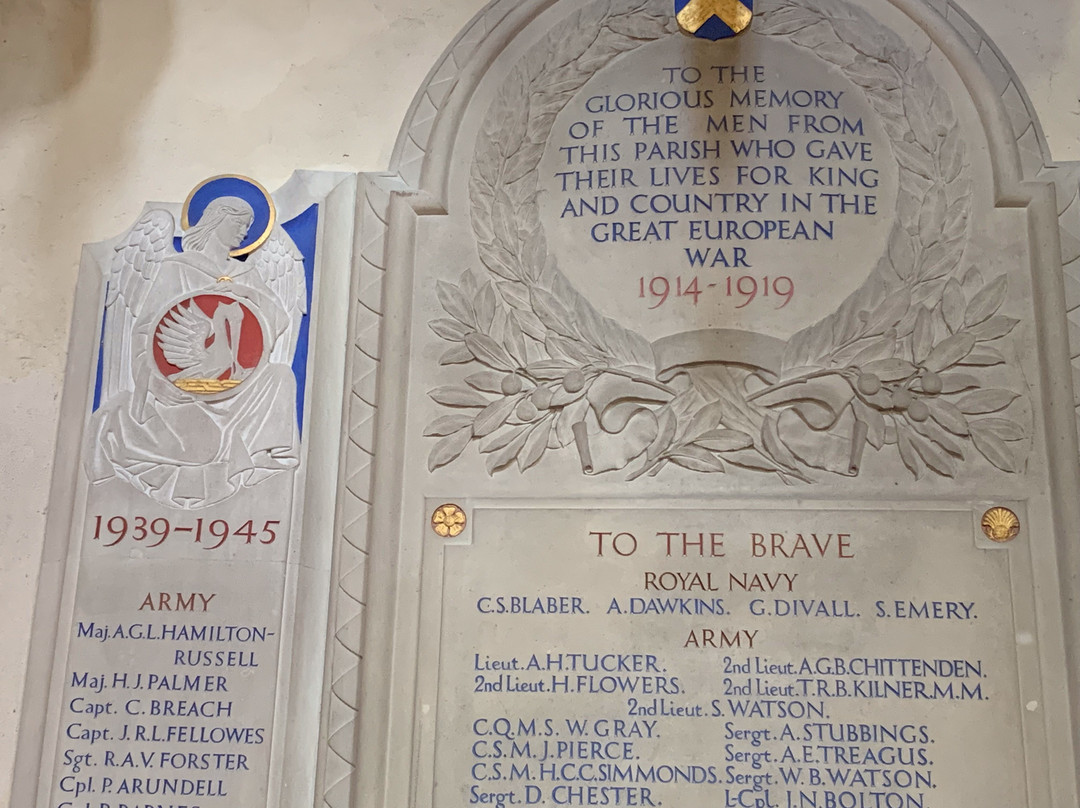 TO THE
GLORIOUS MEMORY
OF THE MEN FROM
THIS PARISH WHO GAVE
THEIR LIVES FOR KING
AND COUNTRY IN THE
GREAT EUROPEAN
WAR
1914-1919
TO THE BRAVE
ROYAL NAVY
C.S.BLABER. A.DAWKINS. G.DIVALL. S.EMERY.
ARMY
Lieut.A.H.TUCKER. 2nd Lieut.A.G.B.CHITTENDEN.
2nd Lieut.H.FLOWERS. 2nd Lieut.T.R.B.KILNER.M.M.
2nd Lieut.S.WATSON.
C.Q.M.S. W.GRAY. Sergt.A.STUBBINGS.
C.S.M. J.PIERCE. Sergt.A.E.TREAGUS.
C.S.M.H.C.C.SIMMONDS. Sergt.W.B.WATSON.
Sergt.D. CHESTER. L-Cpl. J.N.BOLTON.
1939-1945
ARMY
Maj.A.G.L.HAMILTON-
RUSSELL
Maj. H.J.PALMER
Capt. C.BREACH
Capt. J.R.L.FELLOWES
Sgt. R.A.V.FORSTER
Cpl. P.ARUNDELL